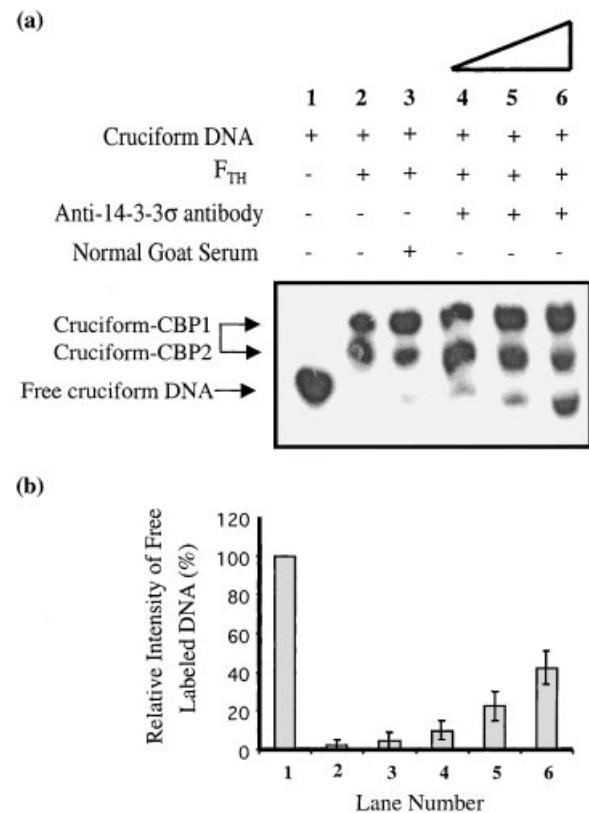 (a)
1 2 3 4 5 6
Cruciform DNA + + + + + +
F_TH - + + + + +
Anti-14-3-3σ antibody - - - + + +
Normal Goat Serum - - + - - -
Cruciform-CBP1
Cruciform-CBP2
Free cruciform DNA
(b)
Relative Intensity of Free
Labeled DNA (%)
120
100
80
60
40
20
0
1 2 3 4 5 6
Lane Number